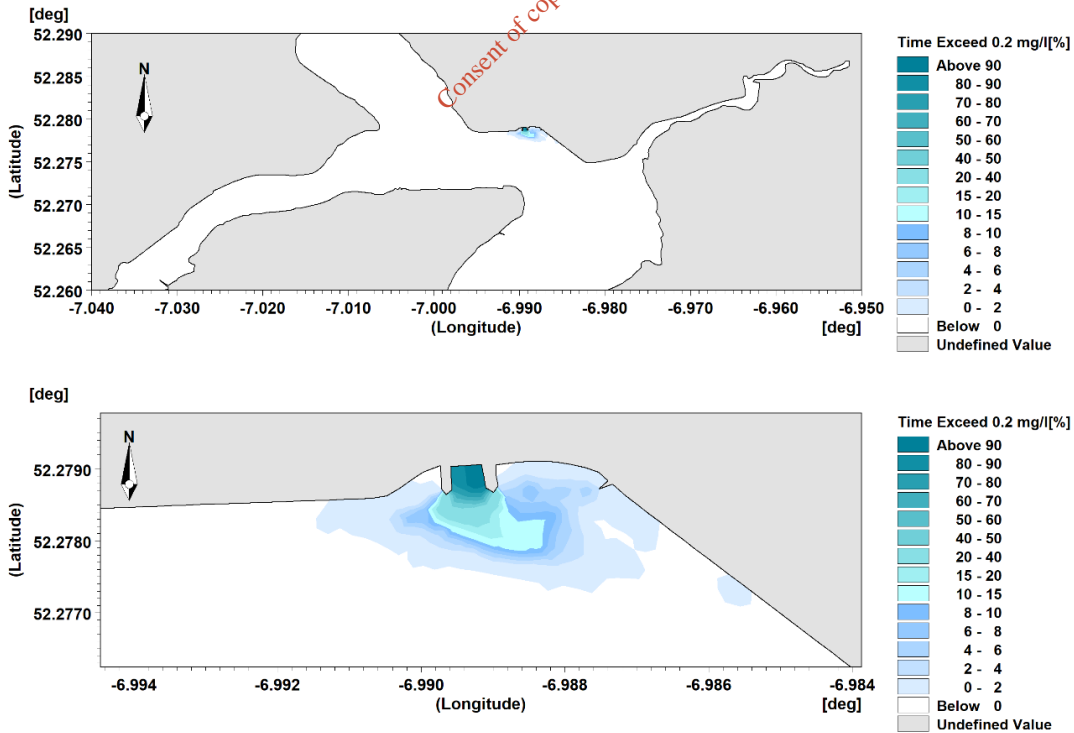 [deg]
52.290
52.285
52.280
52.275
52.270
52.265
52.260
(Latitude)
N
Consent of cop
-7.040 -7.030 -7.020 -7.010 -7.000 -6.990 -6.980 -6.970 -6.960 -6.950
(Longitude) [deg]
Time Exceed 0.2 mg/l[%]
Above 90
80 - 90
70 - 80
60 - 70
50 - 60
40 - 50
20 - 40
15 - 20
10 - 15
8 - 10
6 - 8
4 - 6
2 - 4
0 - 2
Below 0
Undefined Value
[deg]
52.2790
52.2780
52.2770
(Latitude)
N
-6.994 -6.992 -6.990 -6.988 -6.986 -6.984
(Longitude) [deg]
Time Exceed 0.2 mg/l[%]
Above 90
80 - 90
70 - 80
60 - 70
50 - 60
40 - 50
20 - 40
15 - 20
10 - 15
8 - 10
6 - 8
4 - 6
2 - 4
0 - 2
Below 0
Undefined Value